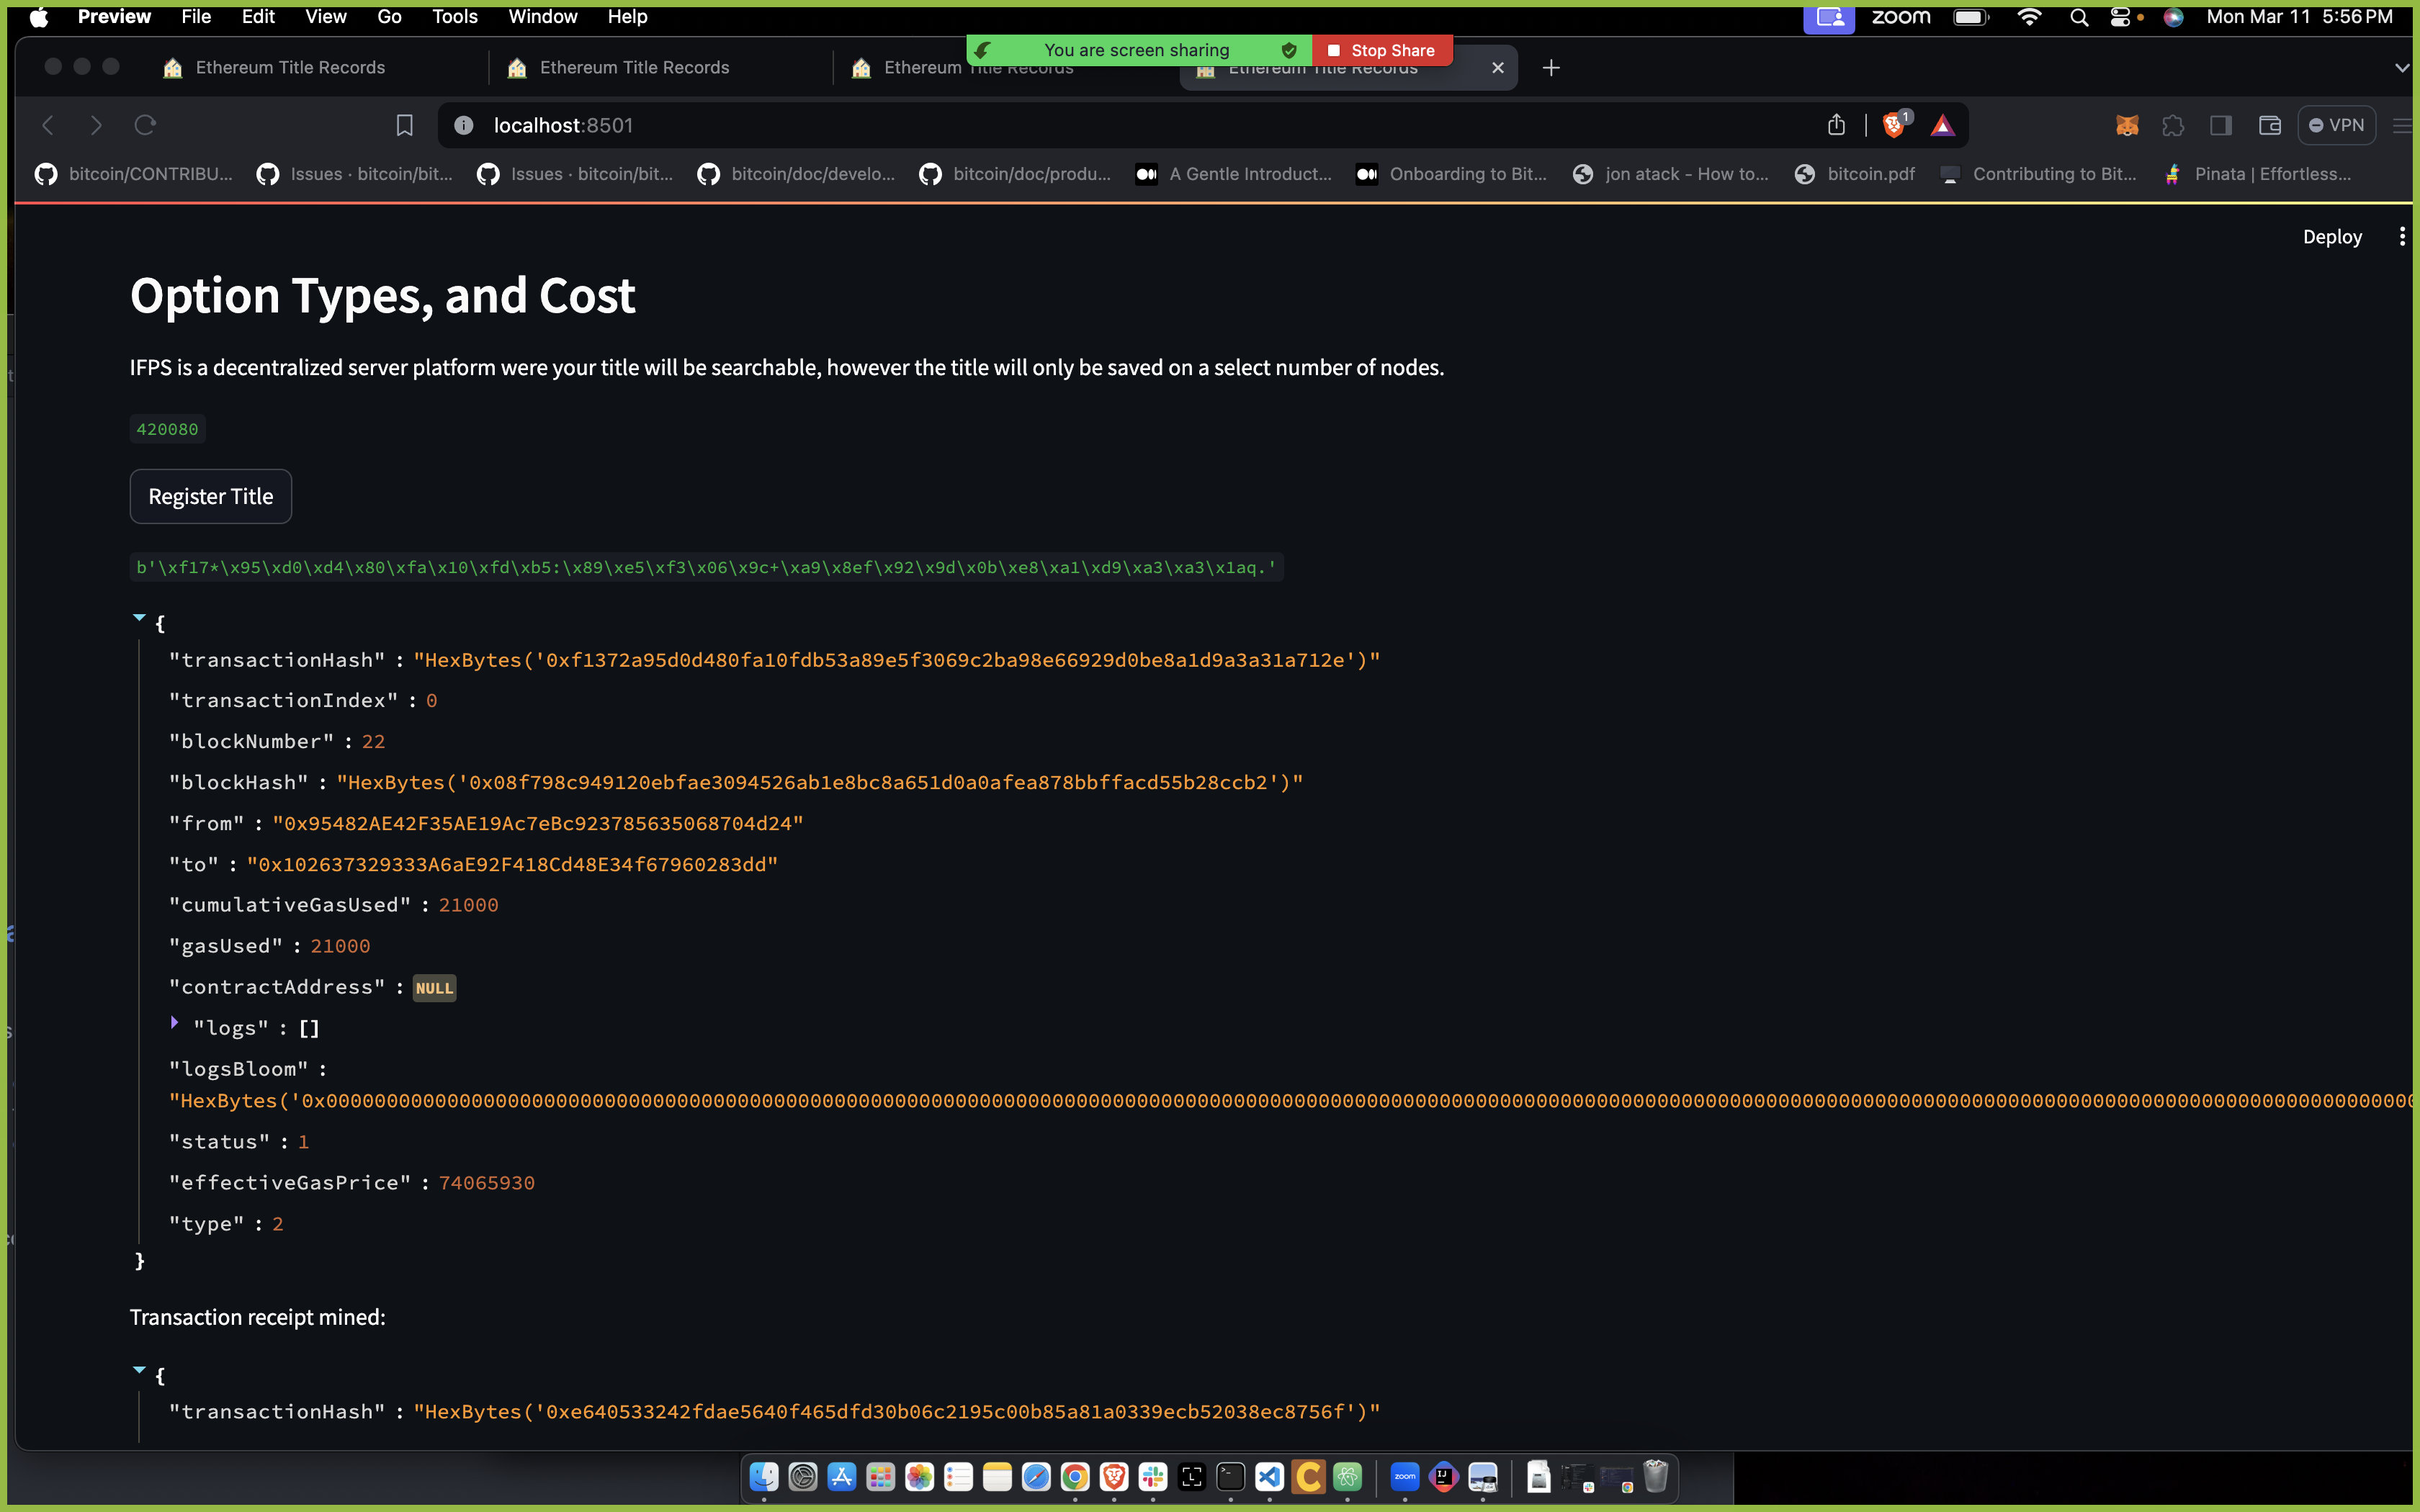 Preview File Edit View Go Tools Window Help zoom Mon Mar 11 5:56 PM
You are screen sharing Stop Share
Ethereum Title Records Ethereum Title Records Ethereum Title Records Ethereum Title Records
localhost:8501 1 VPN
bitcoin/CONTRIBU... Issues · bitcoin/bit... Issues · bitcoin/bit... bitcoin/doc/develo... bitcoin/doc/produ... A Gentle Introduct... Onboarding to Bit... jon atack - How to... bitcoin.pdf Contributing to Bit... Pinata | Effortless...
Deploy
Option Types, and Cost
IFPS is a decentralized server platform were your title will be searchable, however the title will only be saved on a select number of nodes.
420080
Register Title
b'\xf17*\x95\xd0\xd4\x80\xfa\x10\xfd\xb5:\x89\xe5\xf3\x06\x9c+\xa9\x8ef\x92\x9d\x0b\xe8\xa1\xd9\xa3\xa3\x1aq.'
{
"transactionHash" : "HexBytes('0xf1372a95d0d480fa10fdb53a89e5f3069c2ba98e66929d0be8a1d9a3a31a712e')"
"transactionIndex" : 0
"blockNumber" : 22
"blockHash" : "HexBytes('0x08f798c949120ebfae3094526ab1e8bc8a651d0a0afea878bbffacd55b28ccb2')"
"from" : "0x95482AE42F35AE19Ac7eBc923785635068704d24"
"to" : "0x102637329333A6aE92F418Cd48E34f67960283dd"
"cumulativeGasUsed" : 21000
"gasUsed" : 21000
"contractAddress" : NULL
"logs" : []
"logsBloom" :
"status" : 1
"effectiveGasPrice" : 74065930
"type" : 2
}
Transaction receipt mined:
{
"transactionHash" : "HexBytes('0xe640533242fdae5640f465dfd30b06c2195c00b85a81a0339ecb52038ec8756f')"
zoom